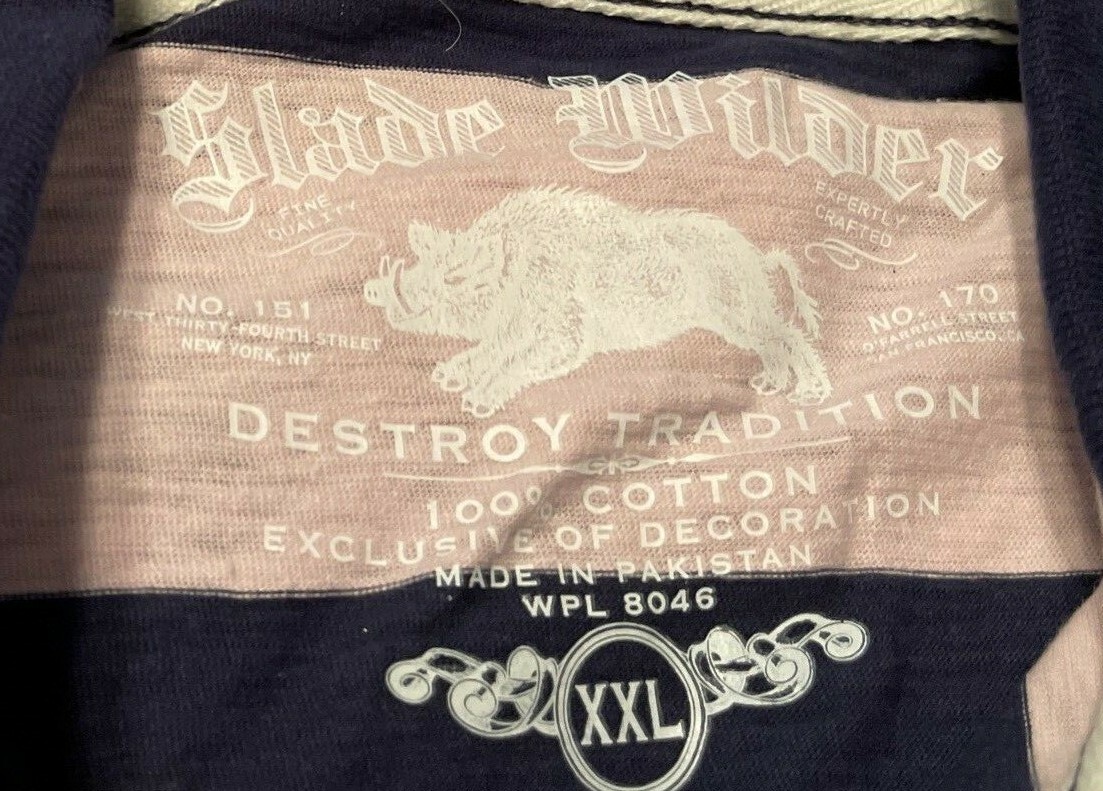 Slade Wilder
FINE
QUALITY
EXPERTLY
CRAFTED
NO. 151
WEST THIRTY-FOURTH STREET
NEW YORK, NY
NO. 170
O'FARRELL STREET
SAN FRANCISCO, CA
DESTROY TRADITION
100% COTTON
EXCLUSIVE OF DECORATION
MADE IN PAKISTAN
WPL 8046
XXL